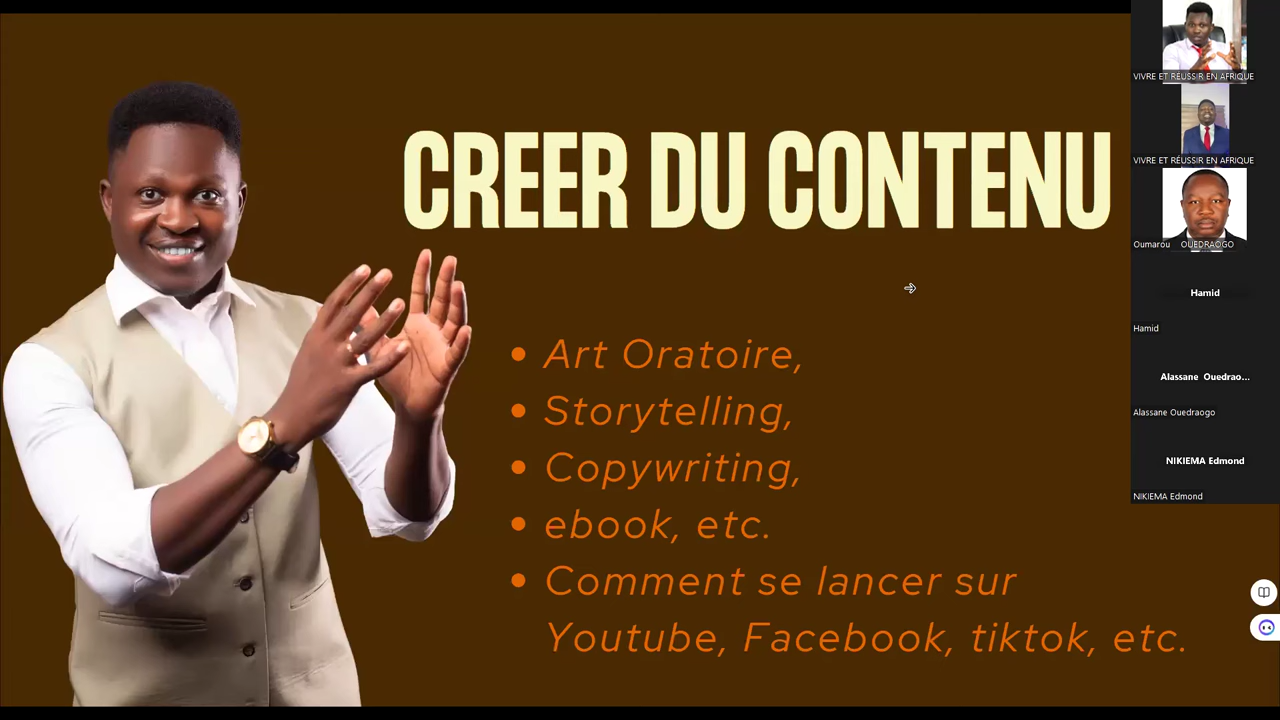 CREER DU CONTENU
• Art Oratoire,
• Storytelling,
• Copywriting,
• ebook, etc.
• Comment se lancer sur
Youtube, Facebook, tiktok, etc.
VIVRE ET RÉUSSIR EN AFRIQUE
VIVRE ET RÉUSSIR EN AFRIQUE
Oumarou OUEDRAOGO
Hamid
Hamid
Alassane Ouedrao...
Alassane Ouedraogo
NIKIEMA Edmond
NIKIEMA Edmond